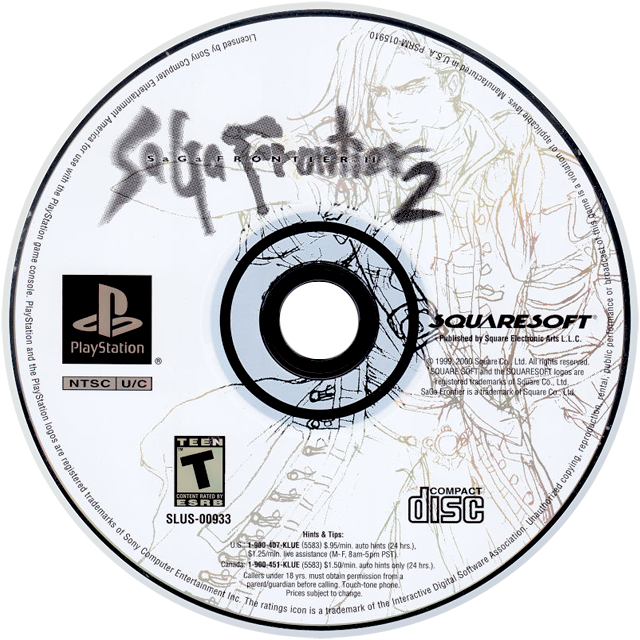 SaGa Frontier 2
SaGa FRONTIER II
PlayStation
®
NTSC U/C
SQUARESOFT®
Published by Square Electronic Arts L.L.C.
© 1999, 2000 Square Co., Ltd. All rights reserved.
SQUARE SOFT and the SQUARESOFT logos are
registered trademarks of Square Co., Ltd.
SaGa Frontier is a trademark of Square Co., Ltd.
TEEN
™
T
CONTENT RATED BY
ESRB
SLUS-00933
COMPACT
disc
Hints & Tips:
U.S.: 1-900-407-KLUE (5583) $.95/min. auto hints (24 hrs.),
$1.25/min. live assistance (M-F, 8am-5pm PST).
Canada: 1-900-451-KLUE (5583) $1.50/min. auto hints only (24 hrs.).
Callers under 18 yrs. must obtain permission from a
parent/guardian before calling. Touch-tone phone.
Prices subject to change.
Licensed by Sony Computer Entertainment America for use with the PlayStation game console. PlayStation and the PlayStation logos are registered trademarks of Sony Computer Entertainment Inc. The ratings icon is a trademark of the Interactive Digital Software Association. Unauthorized copying, reproduction, rental, public performance or broadcast of this game is a violation of applicable laws. Manufactured in U.S.A. PSRM-015910